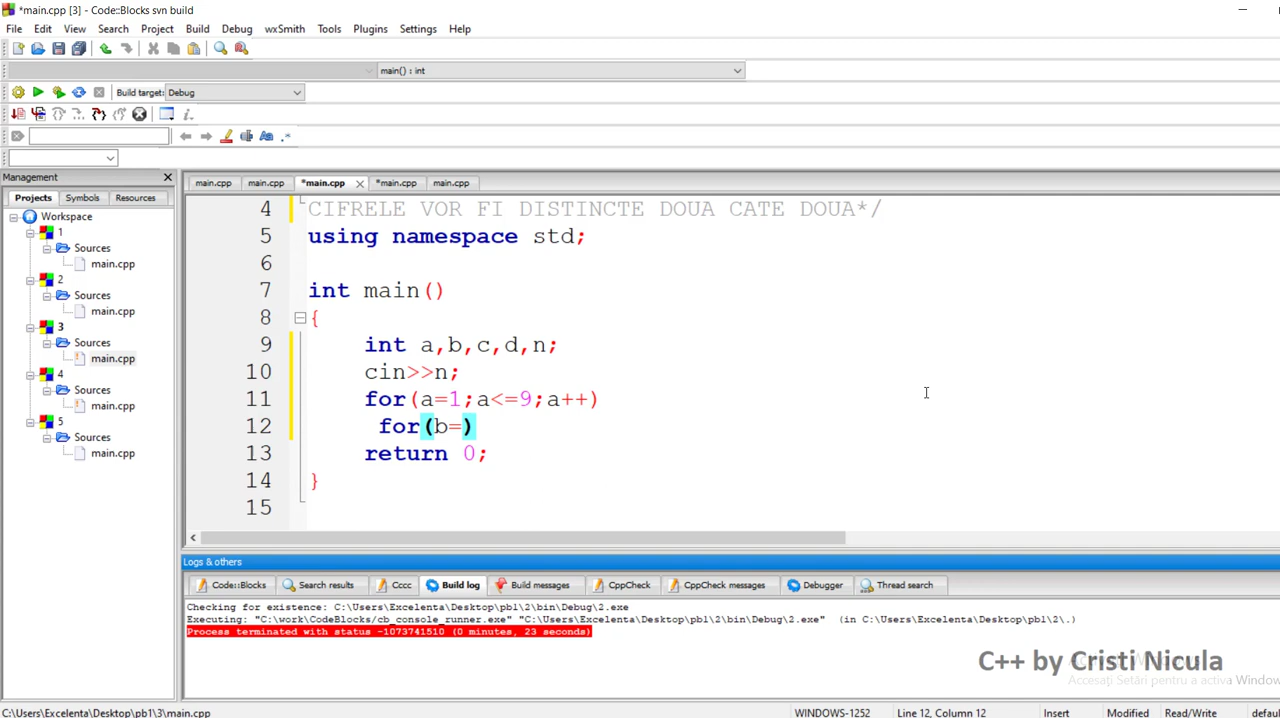 *main.cpp [3] - Code::Blocks svn build
File Edit View Search Project Build Debug wxSmith Tools Plugins Settings Help
main() : int
Build target: Debug
Management
main.cpp main.cpp *main.cpp *main.cpp main.cpp
Projects Symbols Resources
Workspace
1
Sources
main.cpp
2
Sources
main.cpp
3
Sources
main.cpp
4
Sources
main.cpp
5
Sources
main.cpp
4 CIFRELE VOR FI DISTINCTE DOUA CATE DOUA*/
5 using namespace std;
6
7 int main()
8 {
9 int a,b,c,d,n;
10 cin>>n;
11 for(a=1;a<=9;a++)
12 for(b=)
13 return 0;
14 }
15
Logs & others
Code::Blocks Search results Cccc Build log Build messages CppCheck CppCheck messages Debugger Thread search
Checking for existence: C:\Users\Excelenta\Desktop\pb1\2\bin\Debug\2.exe
Executing: "C:\work\CodeBlocks/cb_console_runner.exe" "C:\Users\Excelenta\Desktop\pb1\2\bin\Debug\2.exe" (in C:\Users\Excelenta\Desktop\pb1\2\.)
Process terminated with status -1073741510 (0 minutes, 23 seconds)
C++ by Cristi Nicula
Accesați Setări pentru a activa Window
C:\Users\Excelenta\Desktop\pb1\3\main.cpp WINDOWS-1252 Line 12, Column 12 Insert Modified Read/Write defau